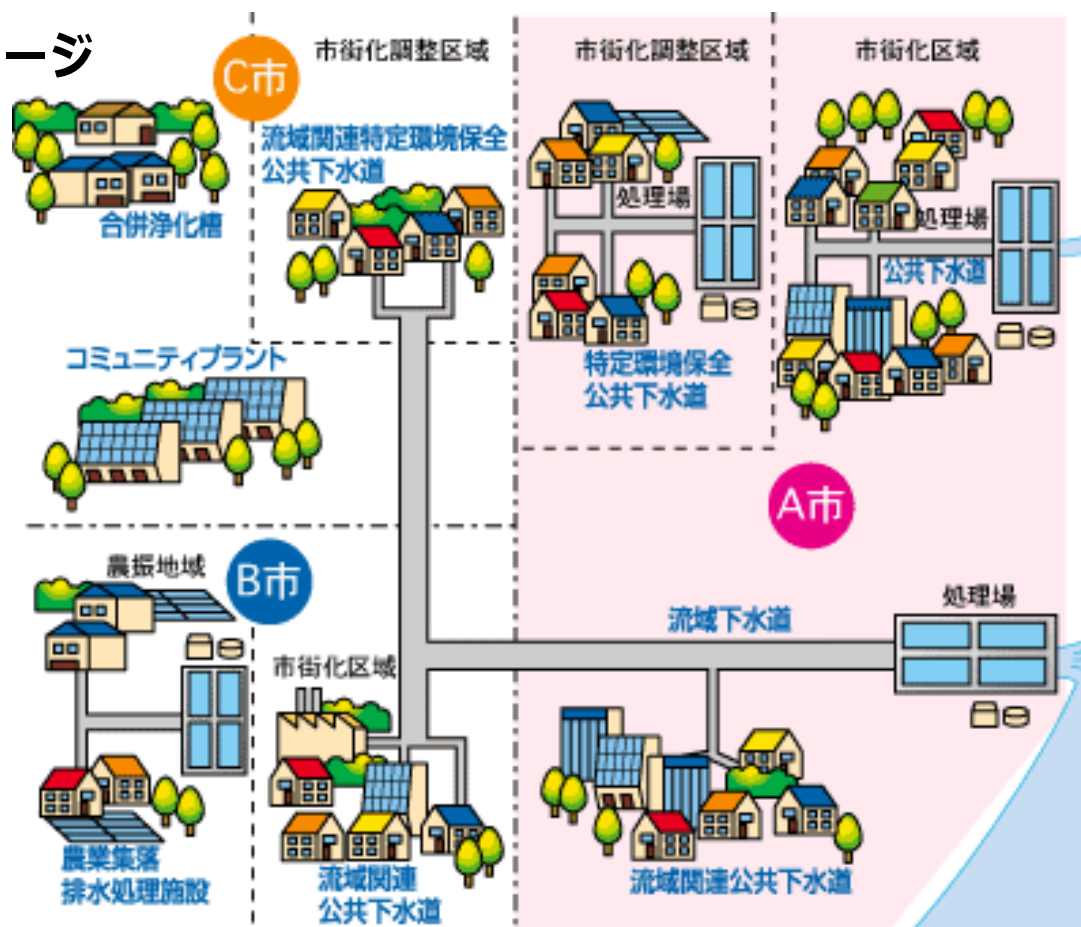 ージ
C市
市街化調整区域
流域関連特定環境保全
公共下水道
合併浄化槽
コミュニティプラント
市街化調整区域
処理場
特定環境保全
公共下水道
市街化区域
処理場
公共下水道
A市
農振地域
B市
市街化区域
農業集落
排水処理施設
流域関連
公共下水道
流域下水道
処理場
流域関連公共下水道